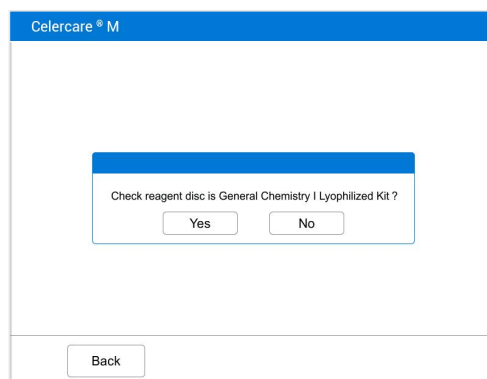 Celercare ® M
Check reagent disc is General Chemistry I Lyophilized Kit ?
Yes No
Back